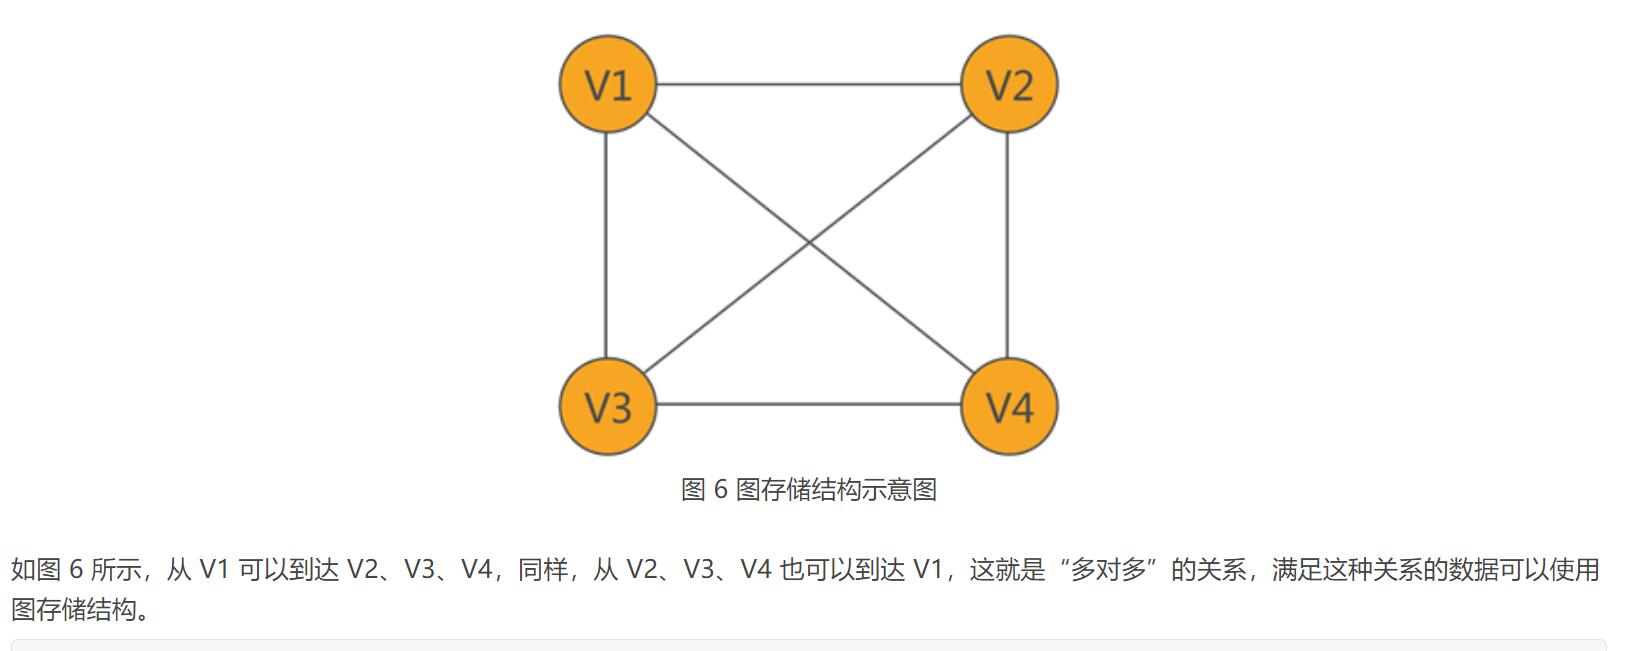 V1
V2
V3
V4
图 6 图存储结构示意图
如图 6 所示，从 V1 可以到达 V2、V3、V4，同样，从 V2、V3、V4 也可以到达 V1，这就是“多对多”的关系，满足这种关系的数据可以使用
图存储结构。